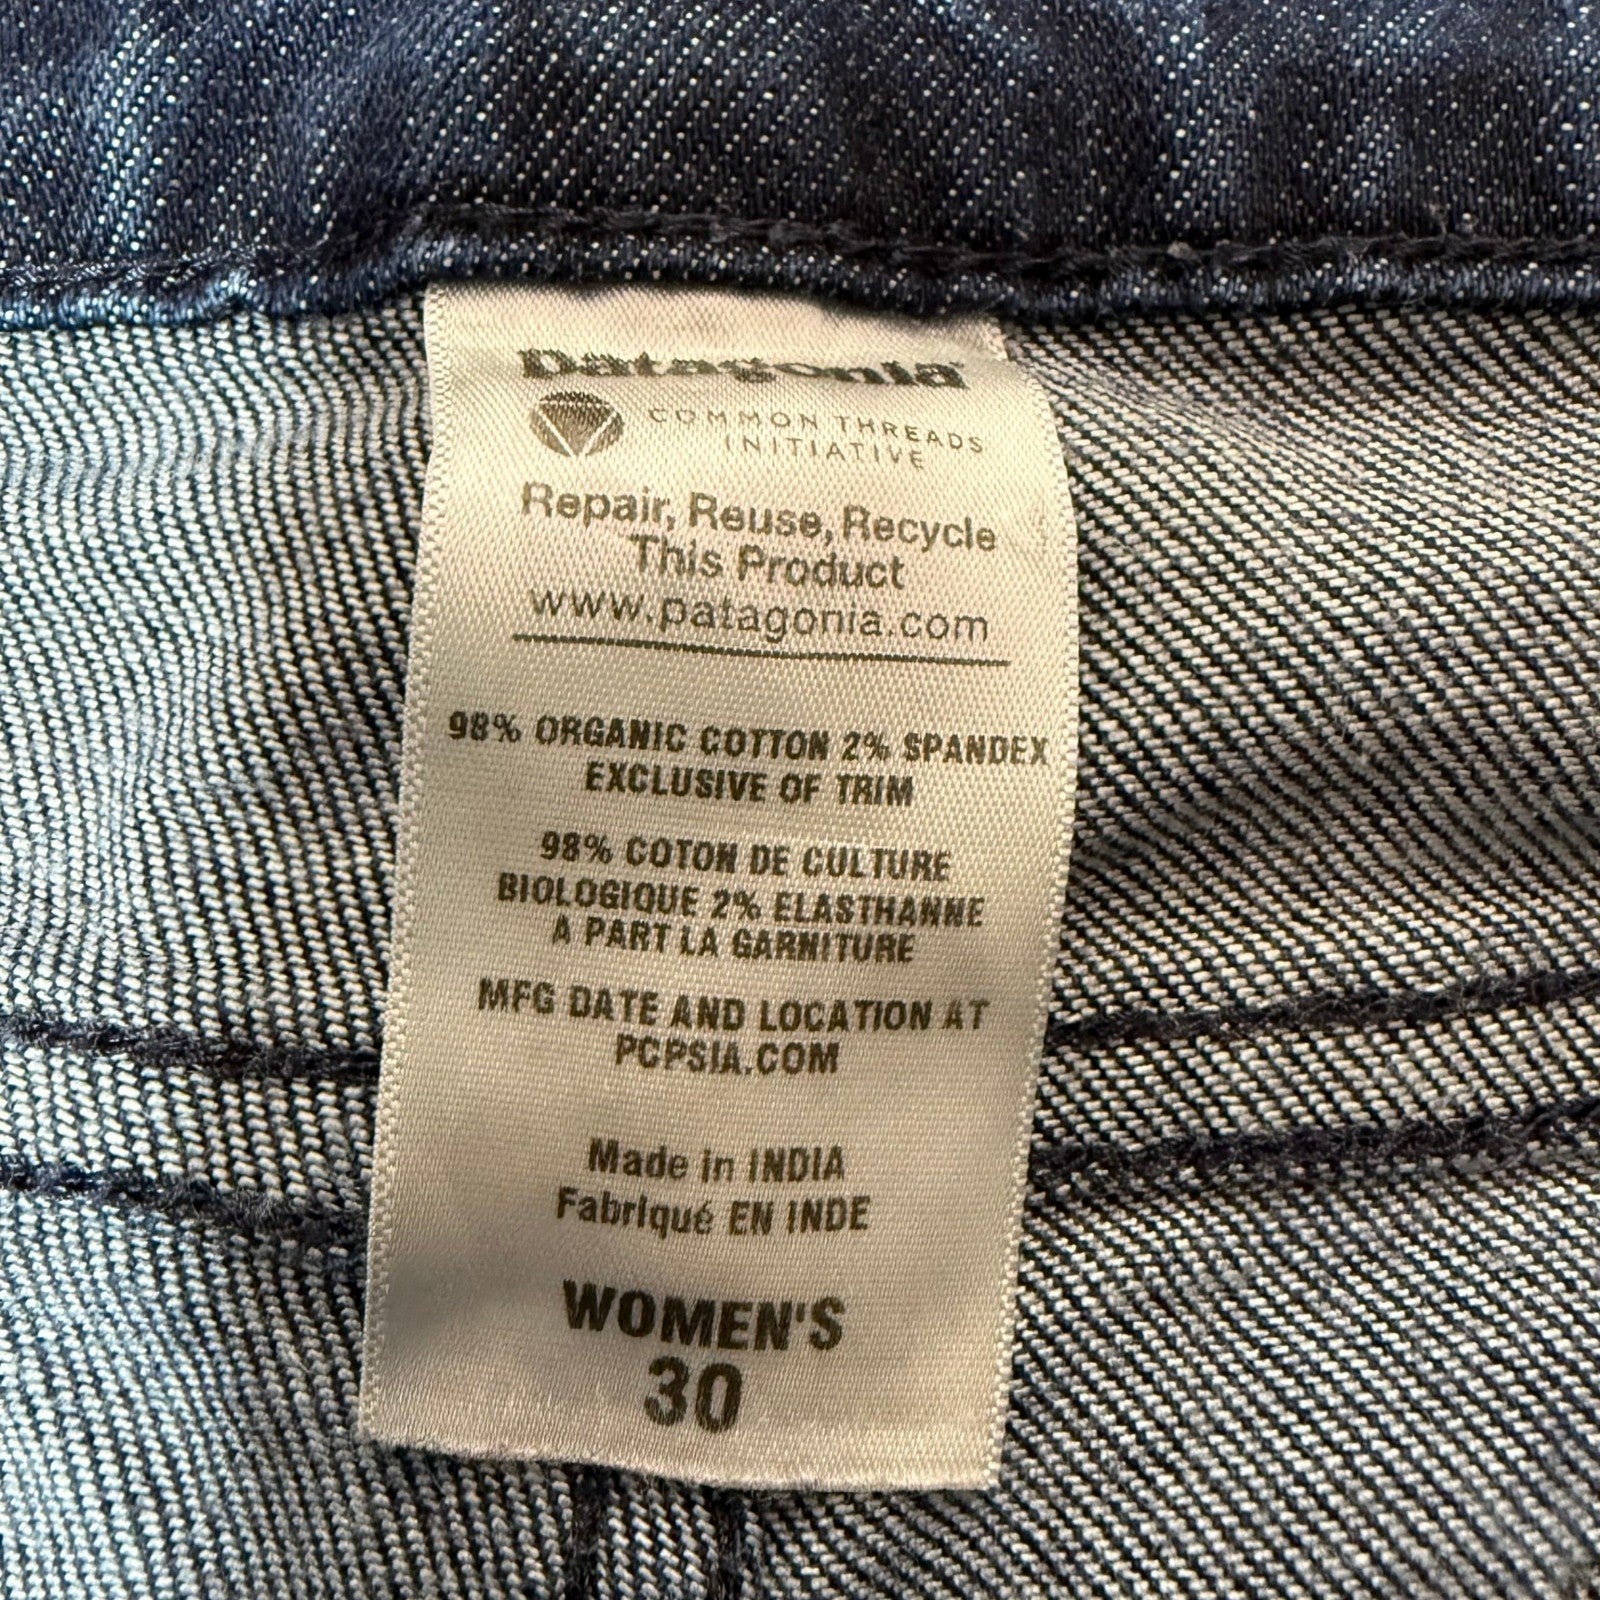 Patagonia
COMMON THREADS
INITIATIVE
Repair, Reuse, Recycle
This Product
www.patagonia.com
98% ORGANIC COTTON 2% SPANDEX
EXCLUSIVE OF TRIM
98% COTON DE CULTURE
BIOLOGIQUE 2% ELASTHANNE
À PART LA GARNITURE
MFG DATE AND LOCATION AT
PCPSIA.COM
Made in INDIA
Fabriqué EN INDE
WOMEN'S
30